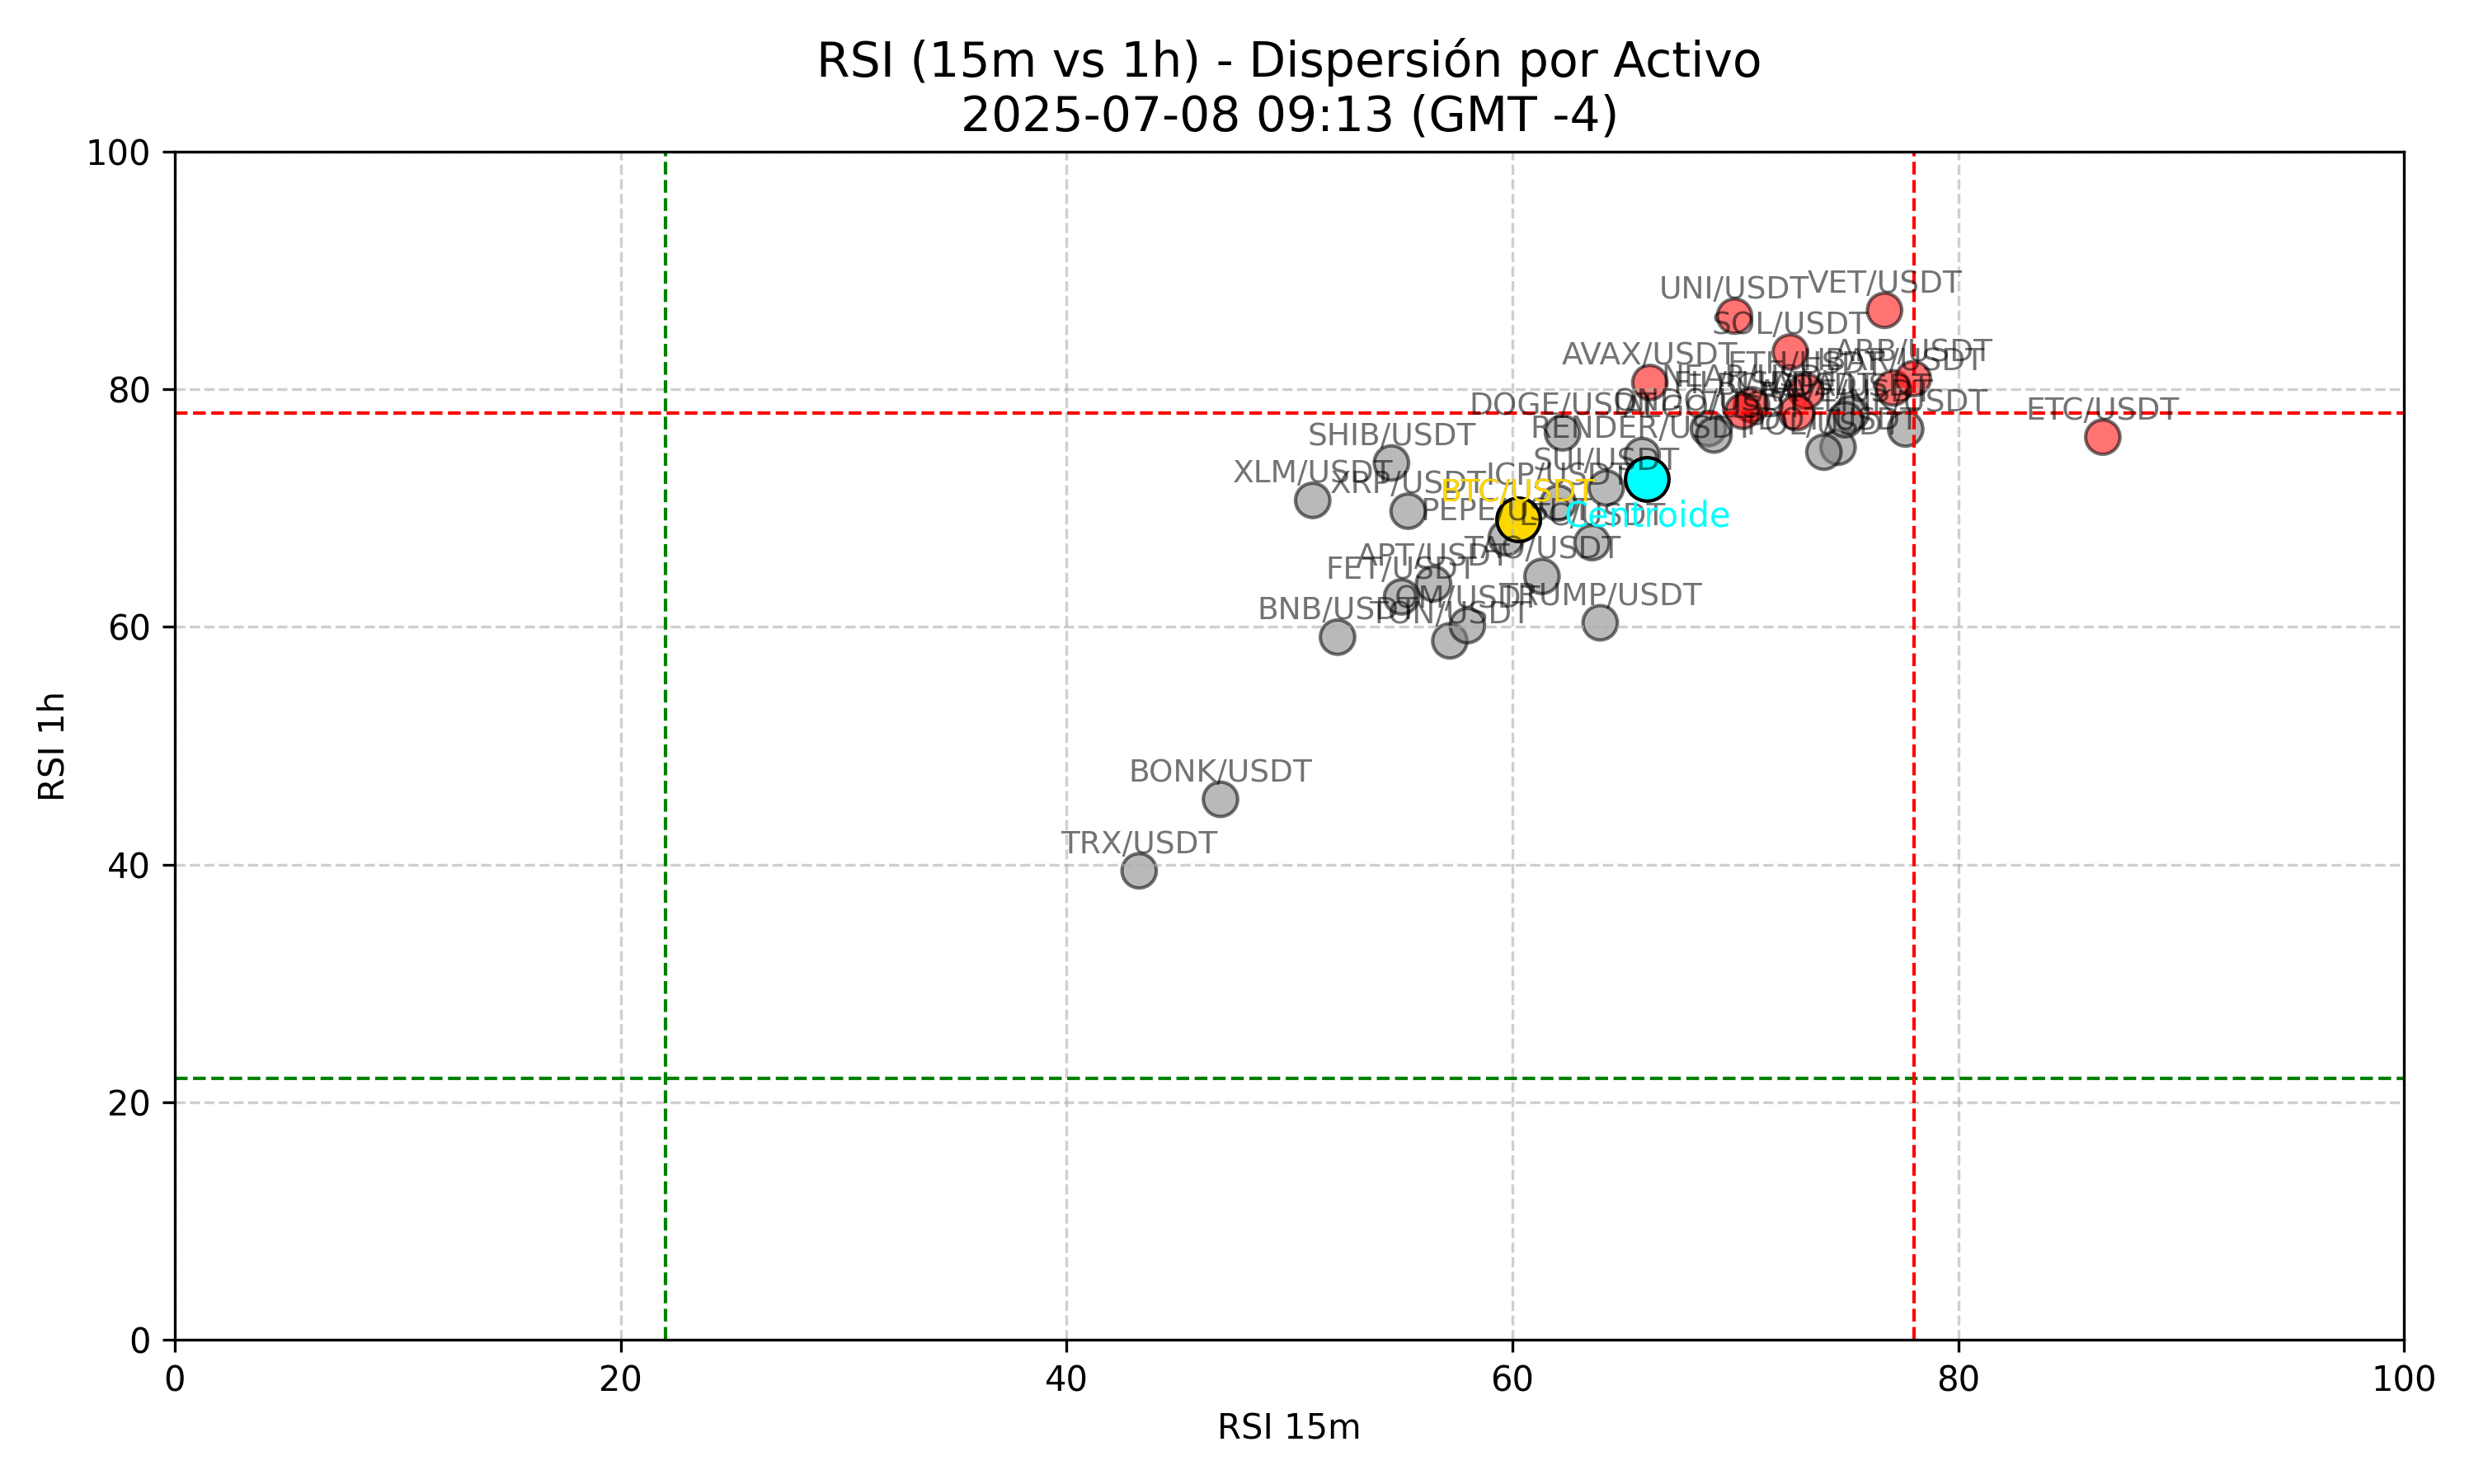 RSI (15m vs 1h) - Dispersión por Activo
2025-07-08 09:13 (GMT -4)
100
80
60
40
20
0
RSI 1h
UNI/USDT
VET/USDT
SOL/USDT
AVAX/USDT
ARB/USDT
ETH/USDT
DOGE/USDT
ETC/USDT
SHIB/USDT
RENDER/USDT
XLM/USDT
SUI/USDT
ICP/USDT
XRP/USDT
BTC/USDT
PEPE/USDT
LTC/USDT
Centroide
TAO/USDT
APT/USDT
FET/USDT
TRUMP/USDT
BNB/USDT
TON/USDT
BONK/USDT
TRX/USDT
0
20
40
60
80
100
RSI 15m